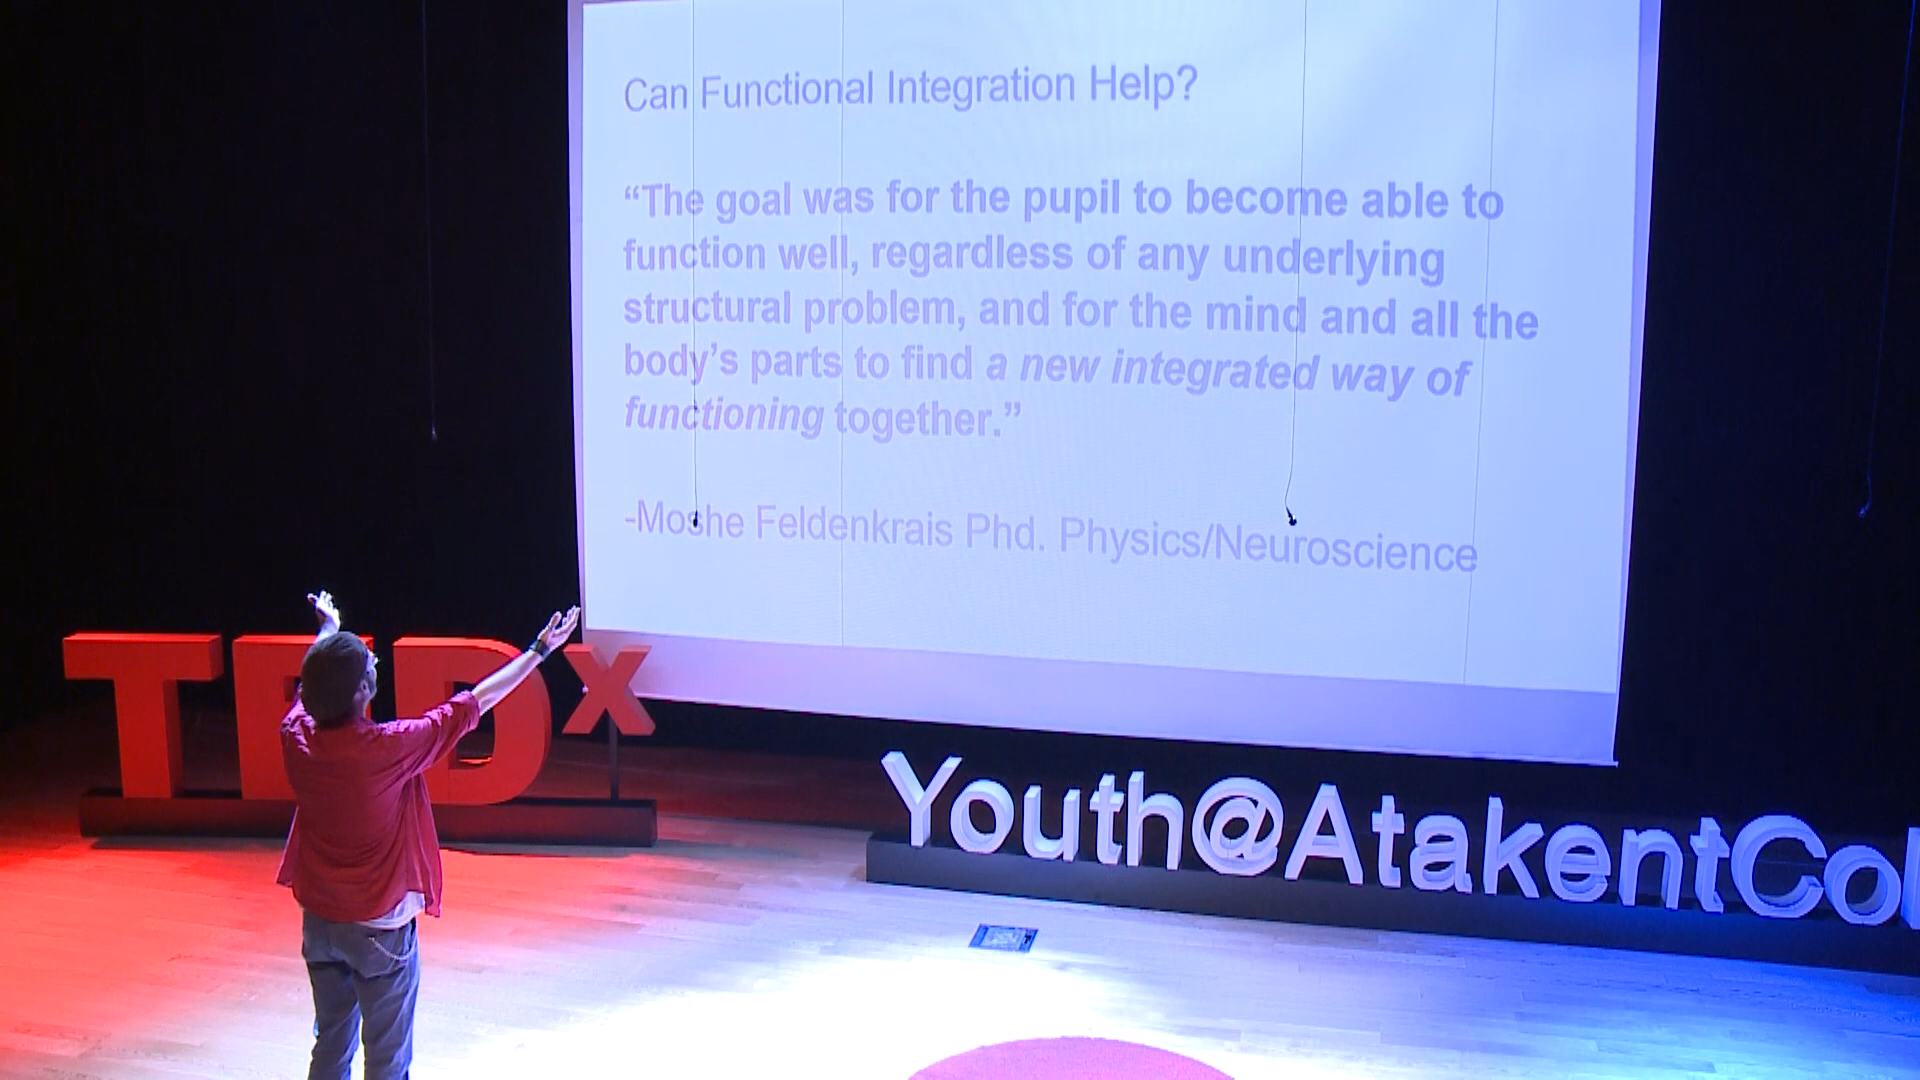 Can Functional Integration Help?
“The goal was for the pupil to become able to
function well, regardless of any underlying
structural problem, and for the mind and all the
body’s parts to find a new integrated way of
functioning together.”
-Moshe Feldenkrais Phd. Physics/Neuroscience
TEDx
Youth@AtakentCol